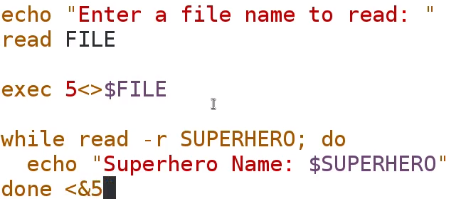 echo "Enter a file name to read: "
read FILE
exec 5<>$FILE
while read -r SUPERHERO; do
  echo "Superhero Name: $SUPERHERO"
done <&5